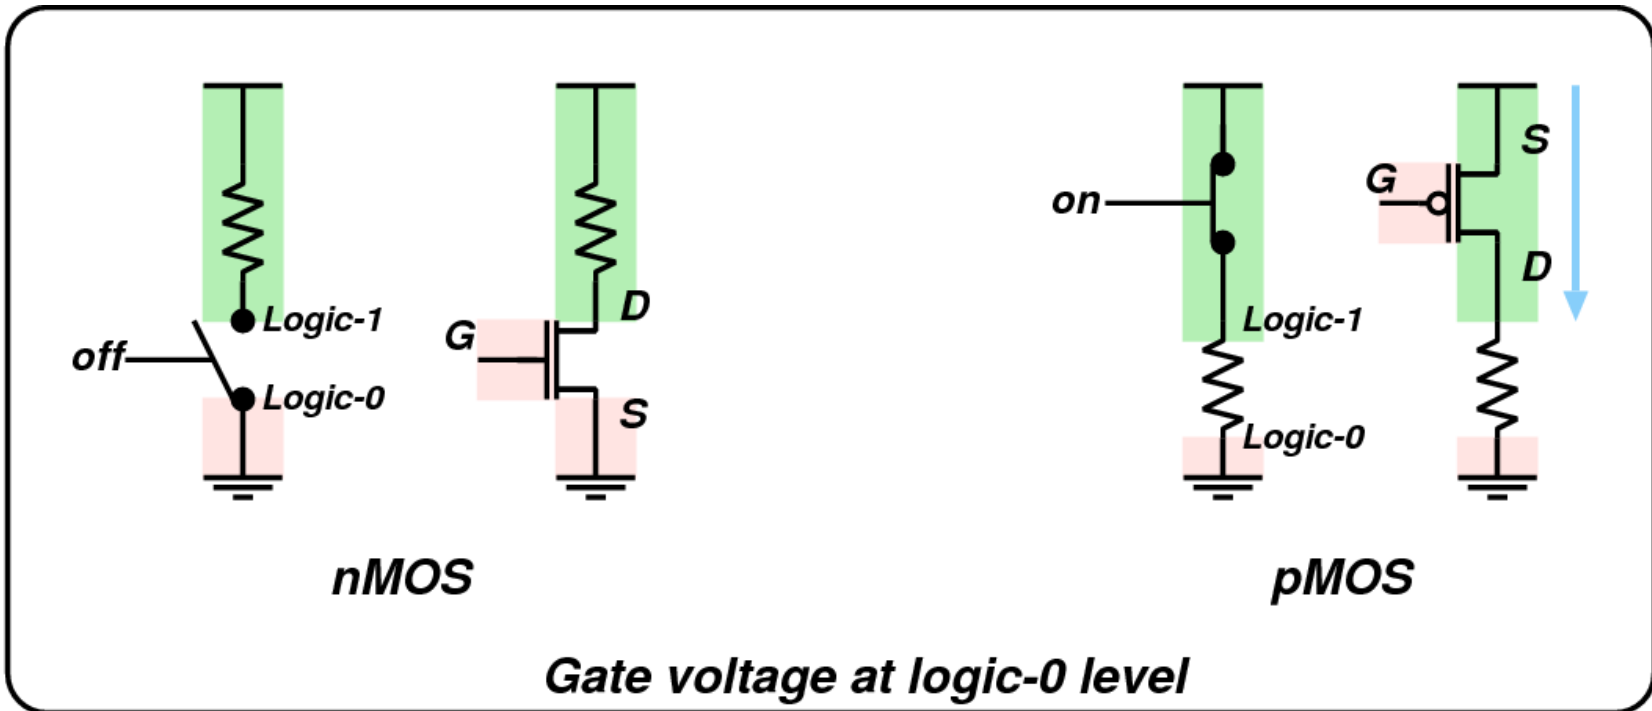 off
Logic-1
Logic-0
G
D
S
nMOS
on
Logic-1
Logic-0
G
S
D
pMOS
Gate voltage at logic-0 level